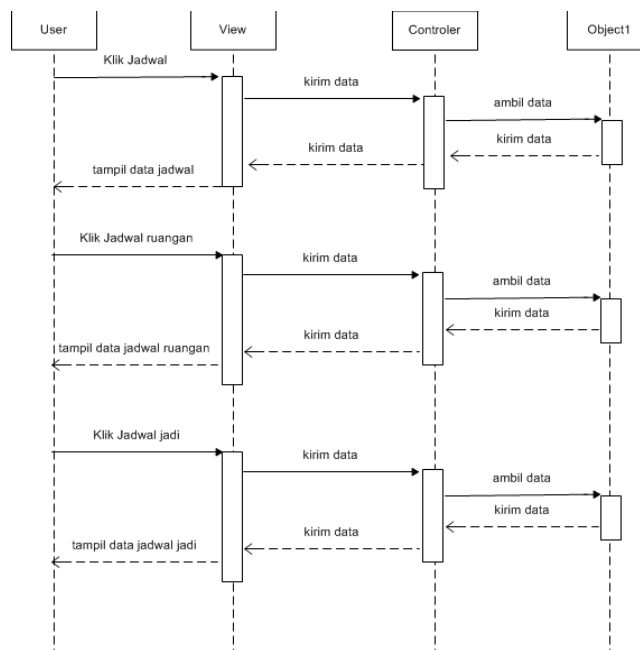 User
View
Controler
Object1
Klik Jadwal
kirim data
ambil data
kirim data
kirim data
tampil data jadwal
Klik Jadwal ruangan
kirim data
ambil data
kirim data
kirim data
tampil data jadwal ruangan
Klik Jadwal jadi
kirim data
ambil data
kirim data
kirim data
tampil data jadwal jadi